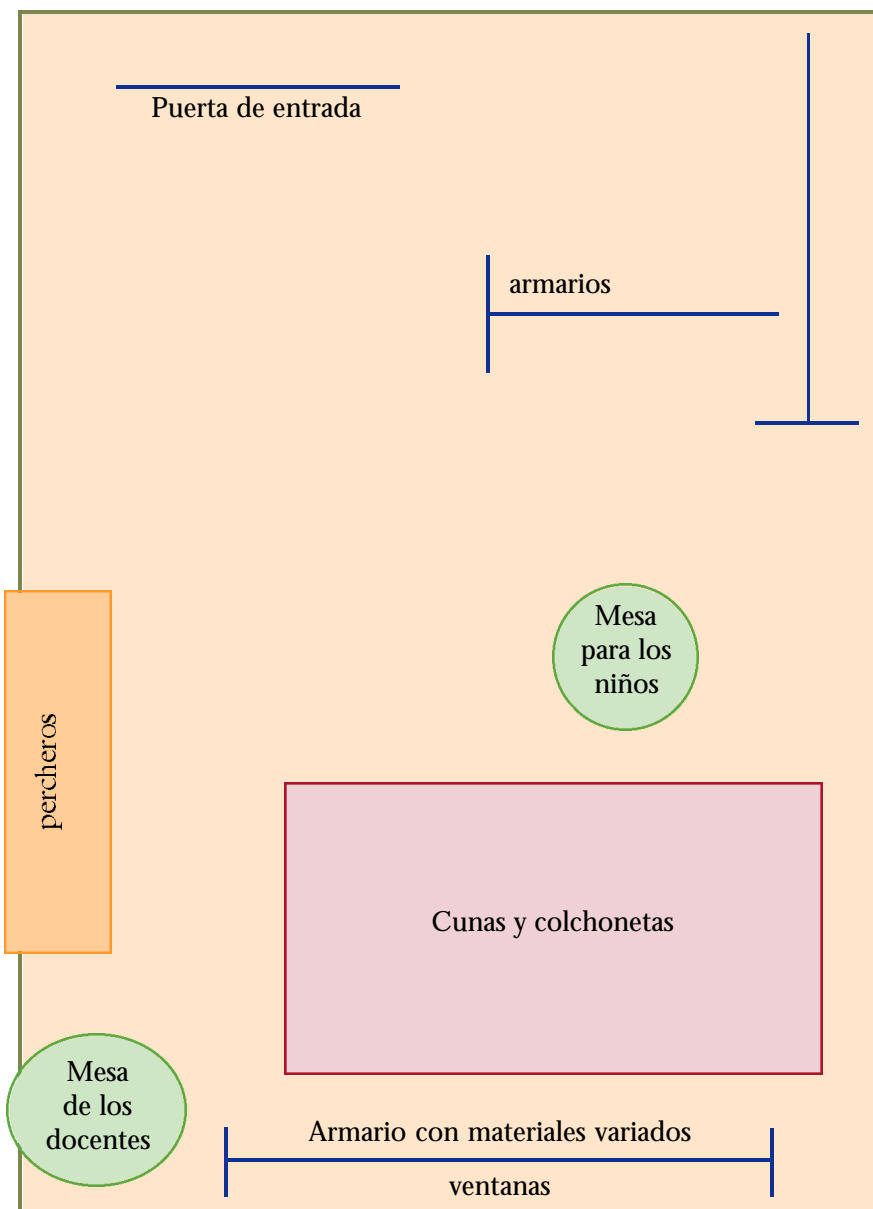 Puerta de entrada
armarios
Mesa
para los
niños
percheros
Cunas y colchonetas
Mesa
de los
docentes
Armario con materiales variados
ventanas